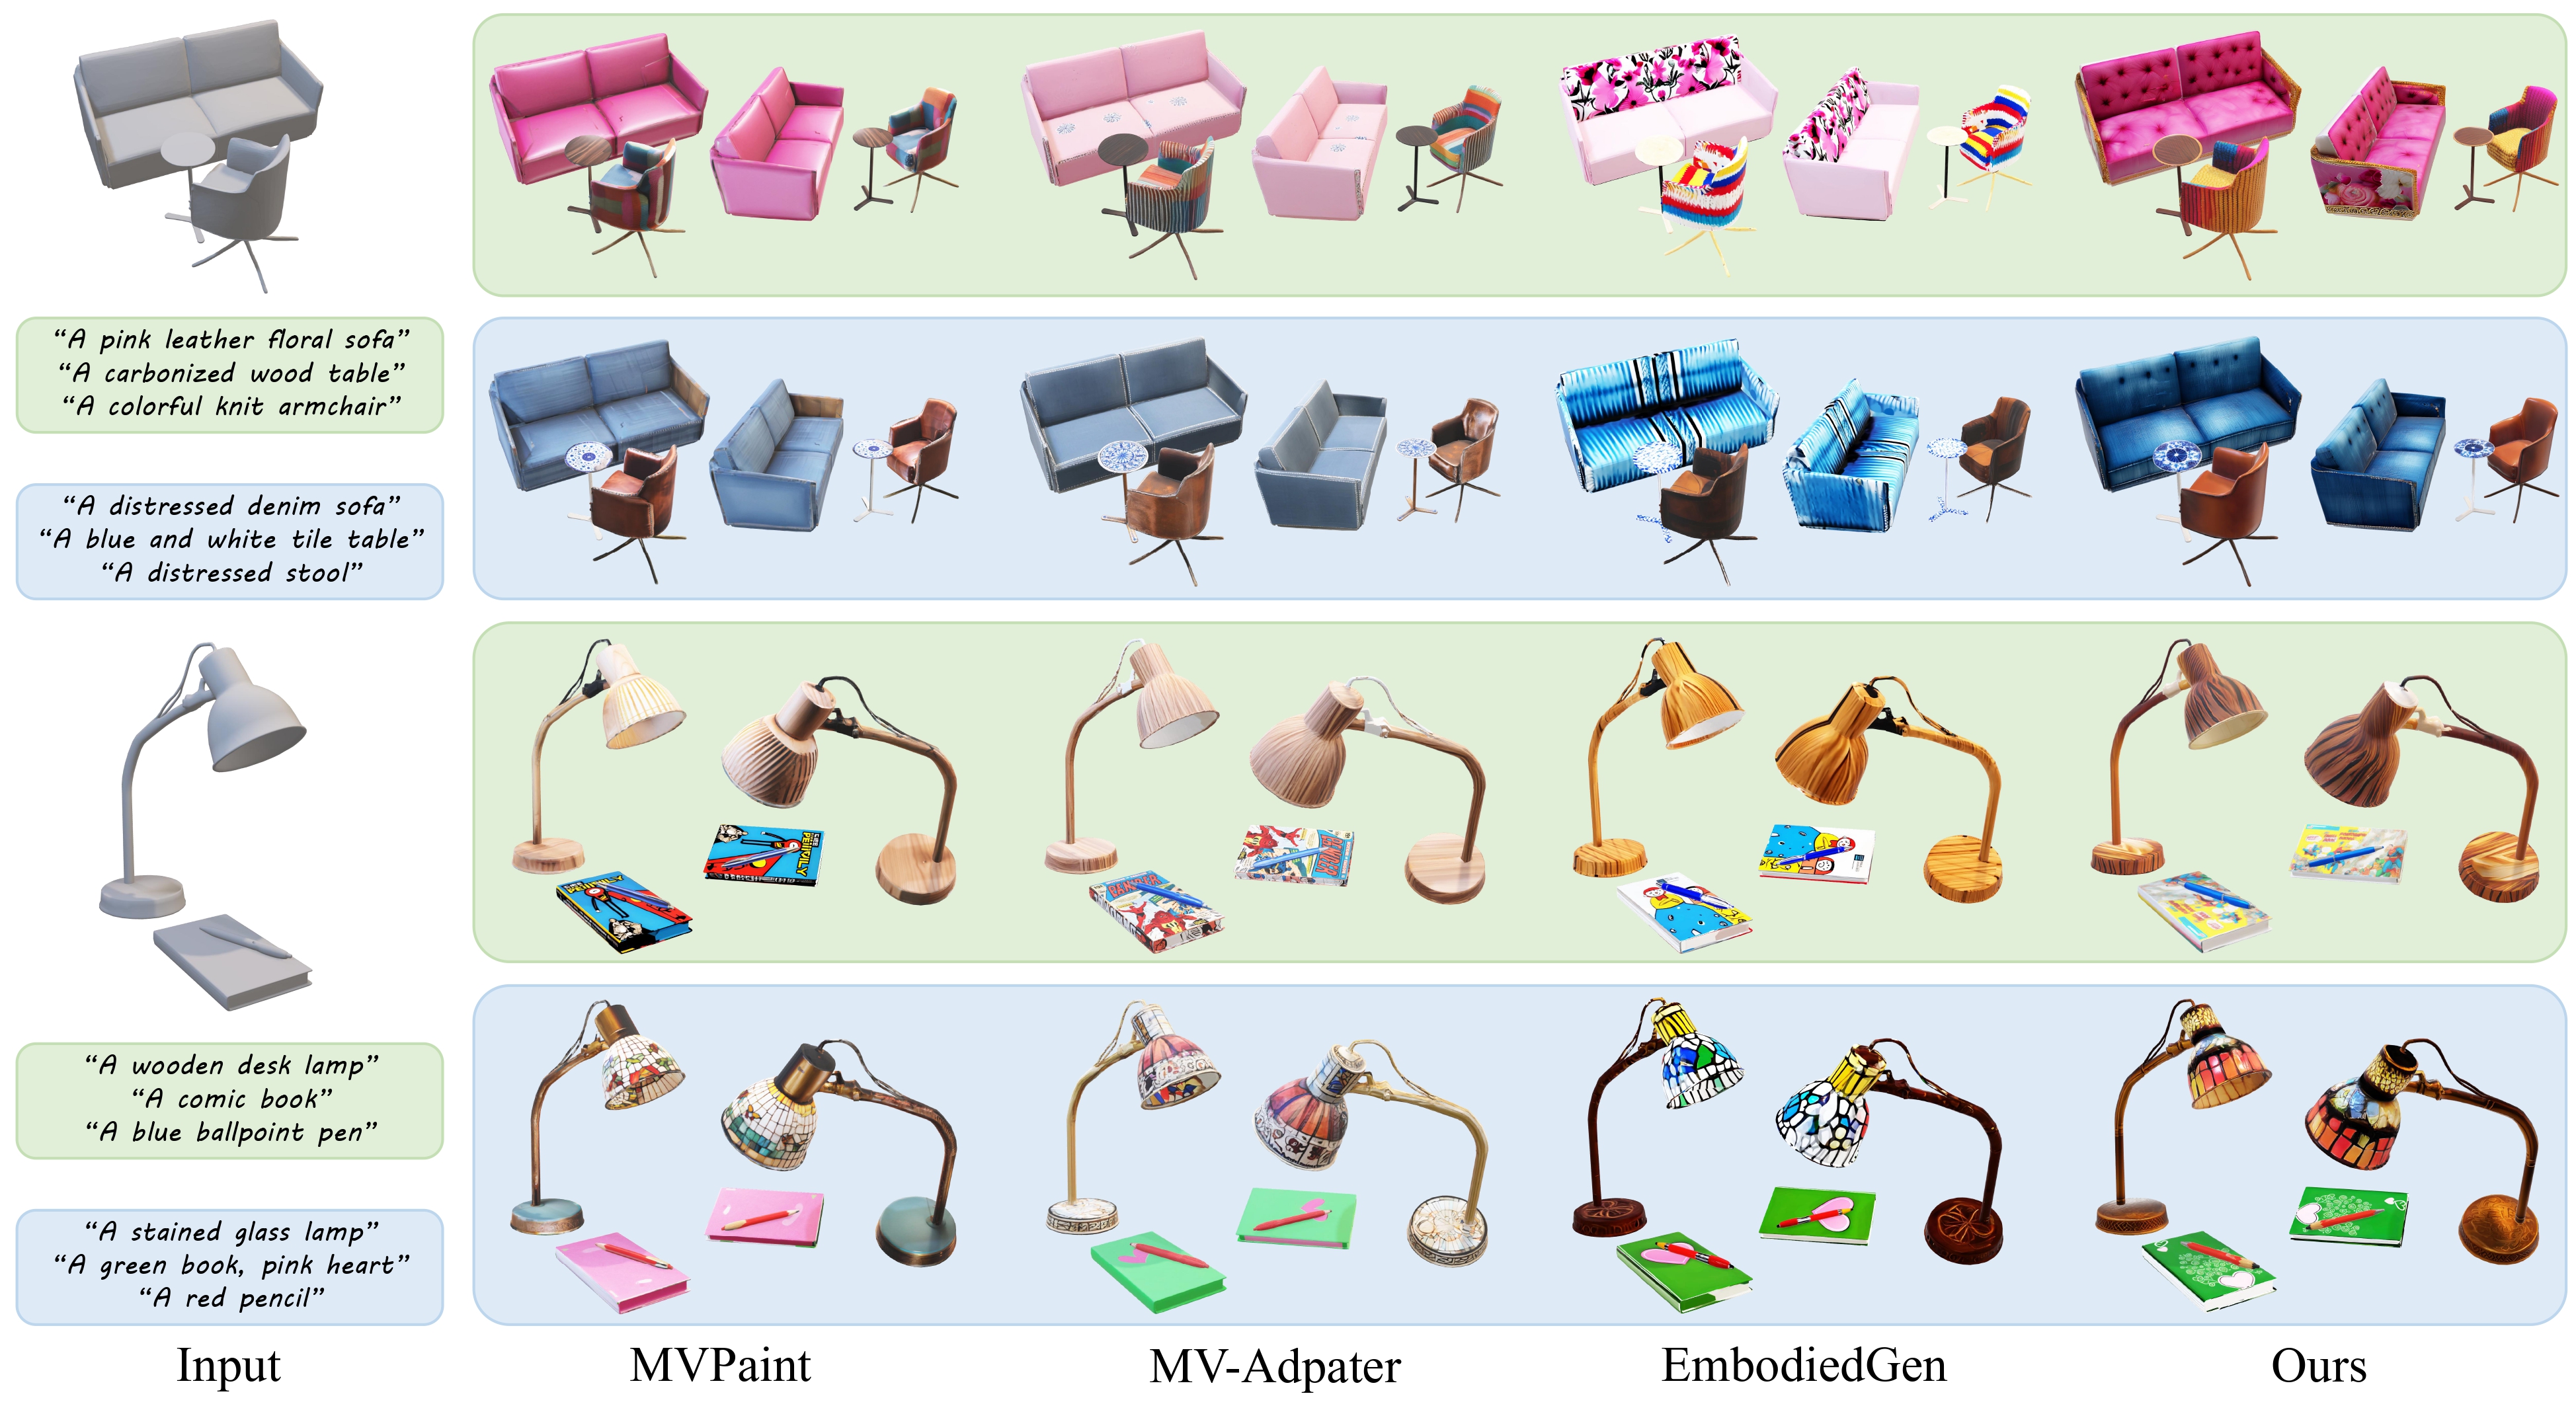 “A pink leather floral sofa”
“A carbonized wood table”
“A colorful knit armchair”
“A distressed denim sofa”
“A blue and white tile table”
“A distressed stool”
“A wooden desk lamp”
“A comic book”
“A blue ballpoint pen”
“A stained glass lamp”
“A green book, pink heart”
“A red pencil”
Input
MVPaint
MV-Adpater
EmbodiedGen
Ours